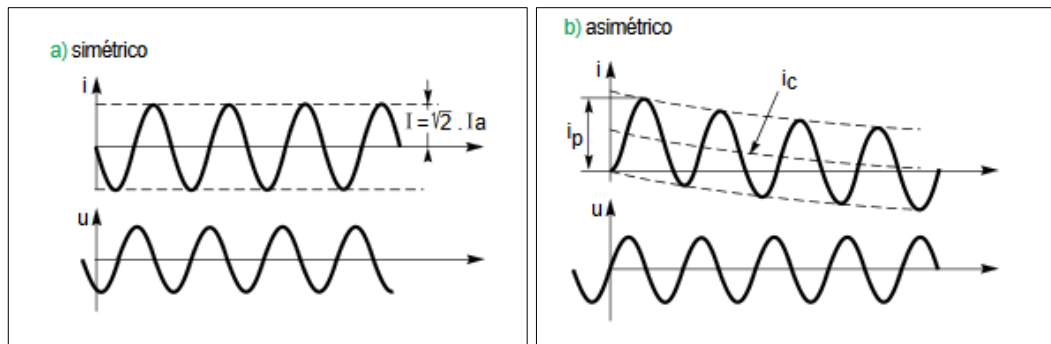 a) simétrico
i
I = √2 . Ia
u
b) asimétrico
i
ic
ip
u